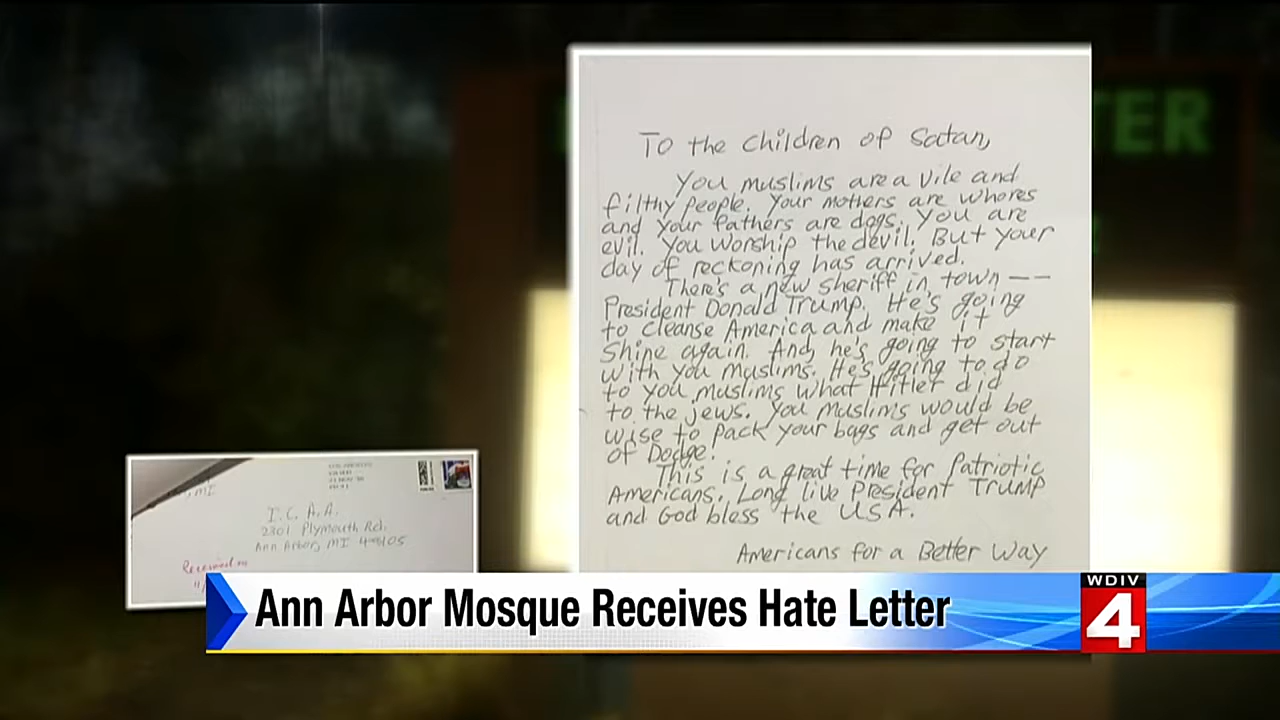 TER
To the Children of Satan,
You muslims are a vile and
filthy people. Your mothers are whores
and your fathers are dogs. You are
evil. You worship the devil. But your
day of reckoning has arrived.
There's a new sheriff in town --
President Donald Trump. He's going
to cleanse America and make it
shine again. And, he's going to start
with you muslims. He's going to do
to you muslims what Hitler did
to the jews. You muslims would be
wise to pack your bags and get out
of Dodge.
This is a great time for Patriotic
Americans. Long live President Trump
and God bless the USA.
Americans for a Better Way
MI
I.C.A.A.
2301 Plymouth Rd.
Ann Arbor, MI 48105
Received on
Ann Arbor Mosque Receives Hate Letter
WDIV
4